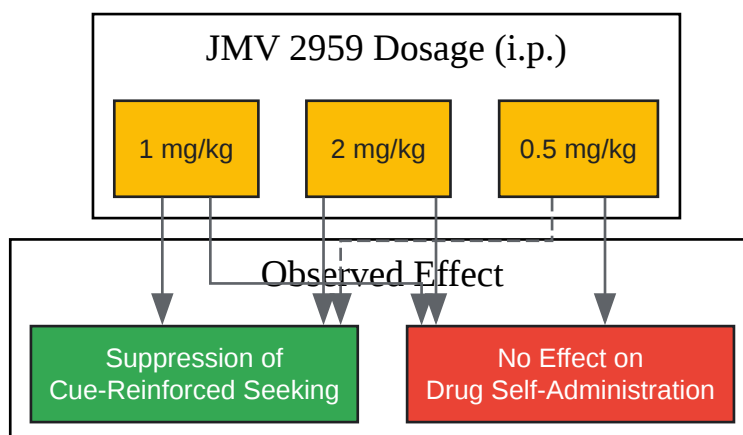 JMV 2959 Dosage (i.p.)
1 mg/kg
2 mg/kg
0.5 mg/kg
Observed Effect
Suppression of
Cue-Reinforced Seeking
No Effect on
Drug Self-Administration